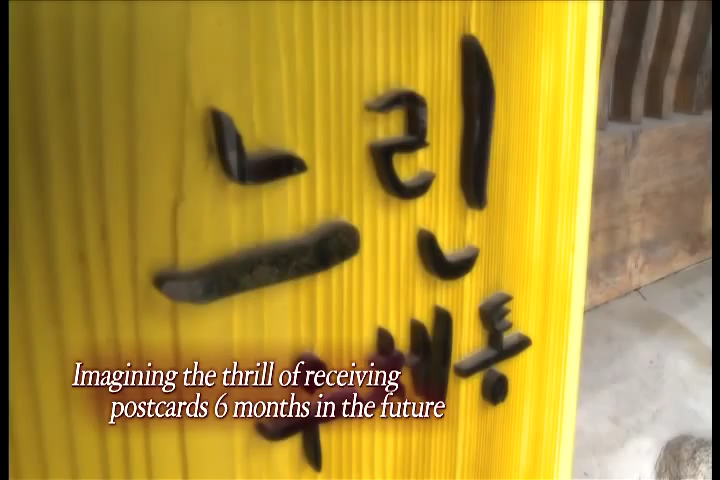 느린
우체통
Imagining the thrill of receiving
postcards 6 months in the future